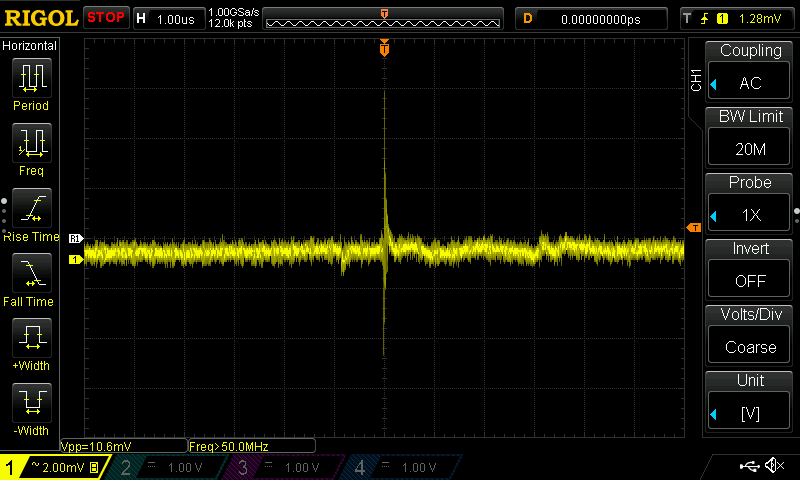 RIGOL STOP H 1.00us 1.00GSa/s D 0.00000000ps T 1 1.28mV
12.0k pts
Horizontal
Period
Freq
Rise Time
Fall Time
+Width
-Width
T
R1
1
T
CH1
Coupling
AC
BW Limit
20M
Probe
1X
Invert
OFF
Volts/Div
Coarse
Unit
[V]
Vpp=10.6mV Freq>50.0MHz
1 ~ 2.00mV B 2 1.00 V 3 1.00 V 4 1.00 V